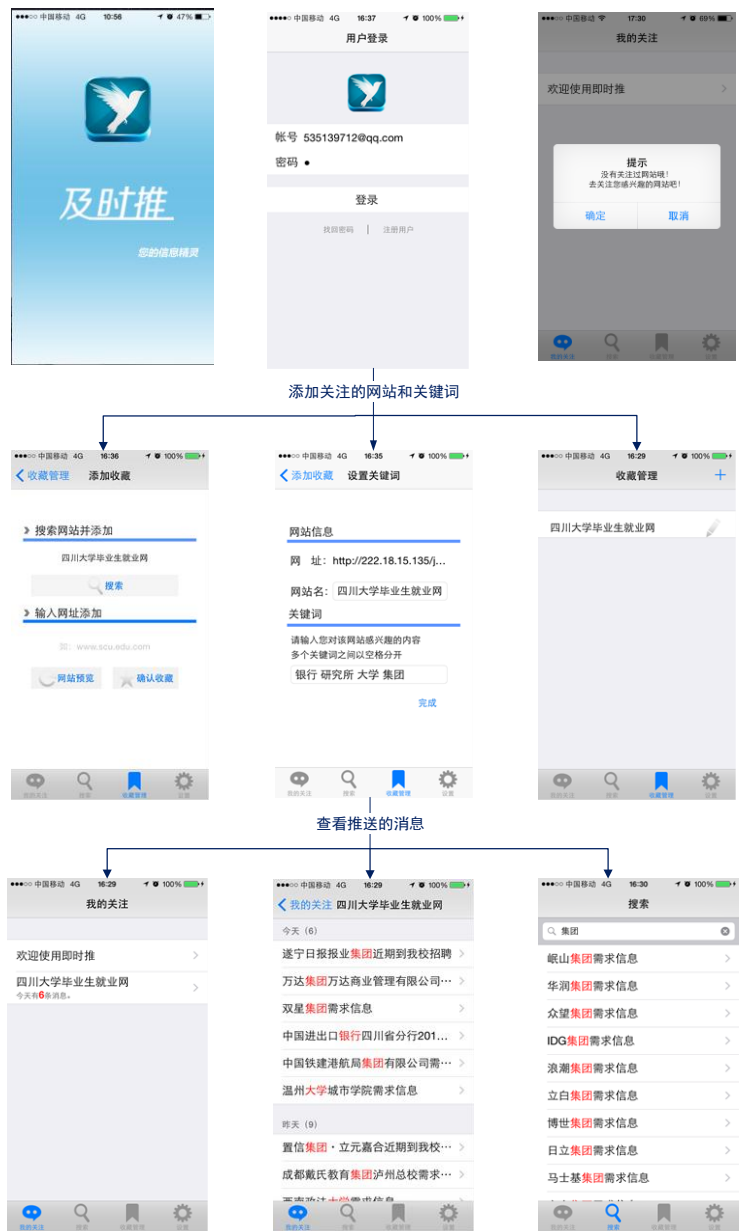 中国移动 4G 10:56 47%
及时推
您的信息精灵
中国移动 4G 16:37 100%
用户登录
帐号 535139712@qq.com
密码 ●
登录
找回密码 | 注册用户
中国移动 17:30 69%
我的关注
欢迎使用即时推
提示
没有关注过网站哦!
去关注您感兴趣的网站吧!
确定 取消
我的关注 搜索 收藏管理 设置
添加关注的网站和关键词
中国移动 4G 16:36 100%
收藏管理 添加收藏
搜索网站并添加
四川大学毕业生就业网
搜索
输入网址添加
如: www.scu.edu.com
网站预览 确认收藏
我的关注 搜索 收藏管理 设置
中国移动 4G 16:35 100%
添加收藏 设置关键词
网站信息
网 址: http://222.18.15.135/j...
网站名: 四川大学毕业生就业网
关键词
请输入您对该网站感兴趣的内容
多个关键词之间以空格分开
银行 研究所 大学 集团
完成
我的关注 搜索 收藏管理 设置
中国移动 4G 16:29 100%
收藏管理 +
四川大学毕业生就业网
我的关注 搜索 收藏管理 设置
查看推送的消息
中国移动 4G 16:29 100%
我的关注
欢迎使用即时推
四川大学毕业生就业网
今天有6条消息。
我的关注 搜索 收藏管理 设置
中国移动 4G 16:29 100%
我的关注 四川大学毕业生就业网
今天（6）
遂宁日报报业集团近期到我校招聘
万达集团万达商业管理有限公司…
双星集团需求信息
中国进出口银行四川省分行201...
中国铁建港航局集团有限公司需…
温州大学城市学院需求信息
昨天（9）
置信集团·立元嘉合近期到我校…
成都戴氏教育集团泸州总校需求…
西南政法大学需求信息
我的关注 搜索 收藏管理 设置
中国移动 4G 16:30 100%
搜索
集团
岷山集团需求信息
华润集团需求信息
众望集团需求信息
IDG集团需求信息
浪潮集团需求信息
立白集团需求信息
博世集团需求信息
日立集团需求信息
马士基集团需求信息
我的关注 搜索 收藏管理 设置